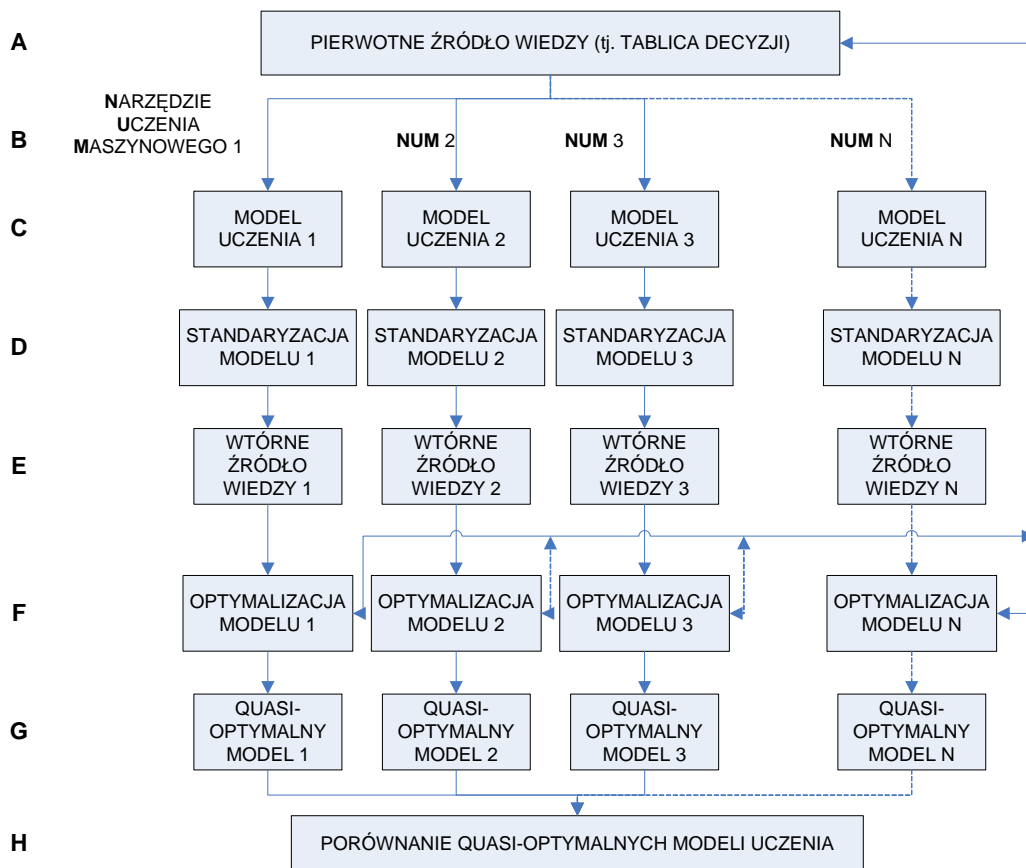 A
PIERWOTNE ŹRÓDŁO WIEDZY (tj. TABLICA DECYZJI)
B
NARZĘDZIE
UCZENIA
MASZYNOWEGO 1
NUM 2
NUM 3
NUM N
C
MODEL
UCZENIA 1
MODEL
UCZENIA 2
MODEL
UCZENIA 3
MODEL
UCZENIA N
D
STANDARYZACJA
MODELU 1
STANDARYZACJA
MODELU 2
STANDARYZACJA
MODELU 3
STANDARYZACJA
MODELU N
E
WTÓRNE
ŹRÓDŁO
WIEDZY 1
WTÓRNE
ŹRÓDŁO
WIEDZY 2
WTÓRNE
ŹRÓDŁO
WIEDZY 3
WTÓRNE
ŹRÓDŁO
WIEDZY N
F
OPTYMALIZACJA
MODELU 1
OPTYMALIZACJA
MODELU 2
OPTYMALIZACJA
MODELU 3
OPTYMALIZACJA
MODELU N
G
QUASI-
OPTYMALNY
MODEL 1
QUASI-
OPTYMALNY
MODEL 2
QUASI-
OPTYMALNY
MODEL 3
QUASI-
OPTYMALNY
MODEL N
H
PORÓWNANIE QUASI-OPTYMALNYCH MODELI UCZENIA